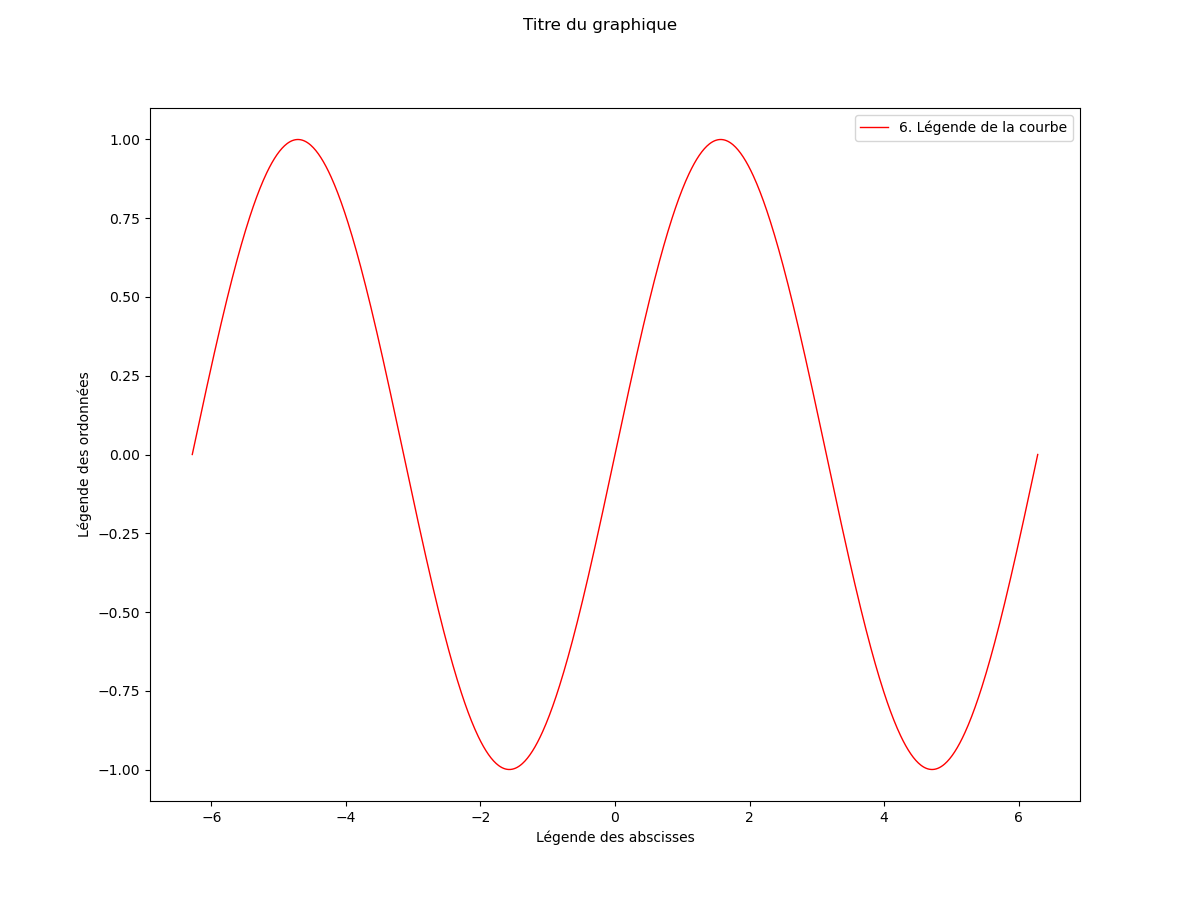 Titre du graphique
6. Légende de la courbe
1.00
0.75
0.50
0.25
0.00
−0.25
−0.50
−0.75
−1.00
Légende des ordonnées
−6 −4 −2 0 2 4 6
Légende des abscisses